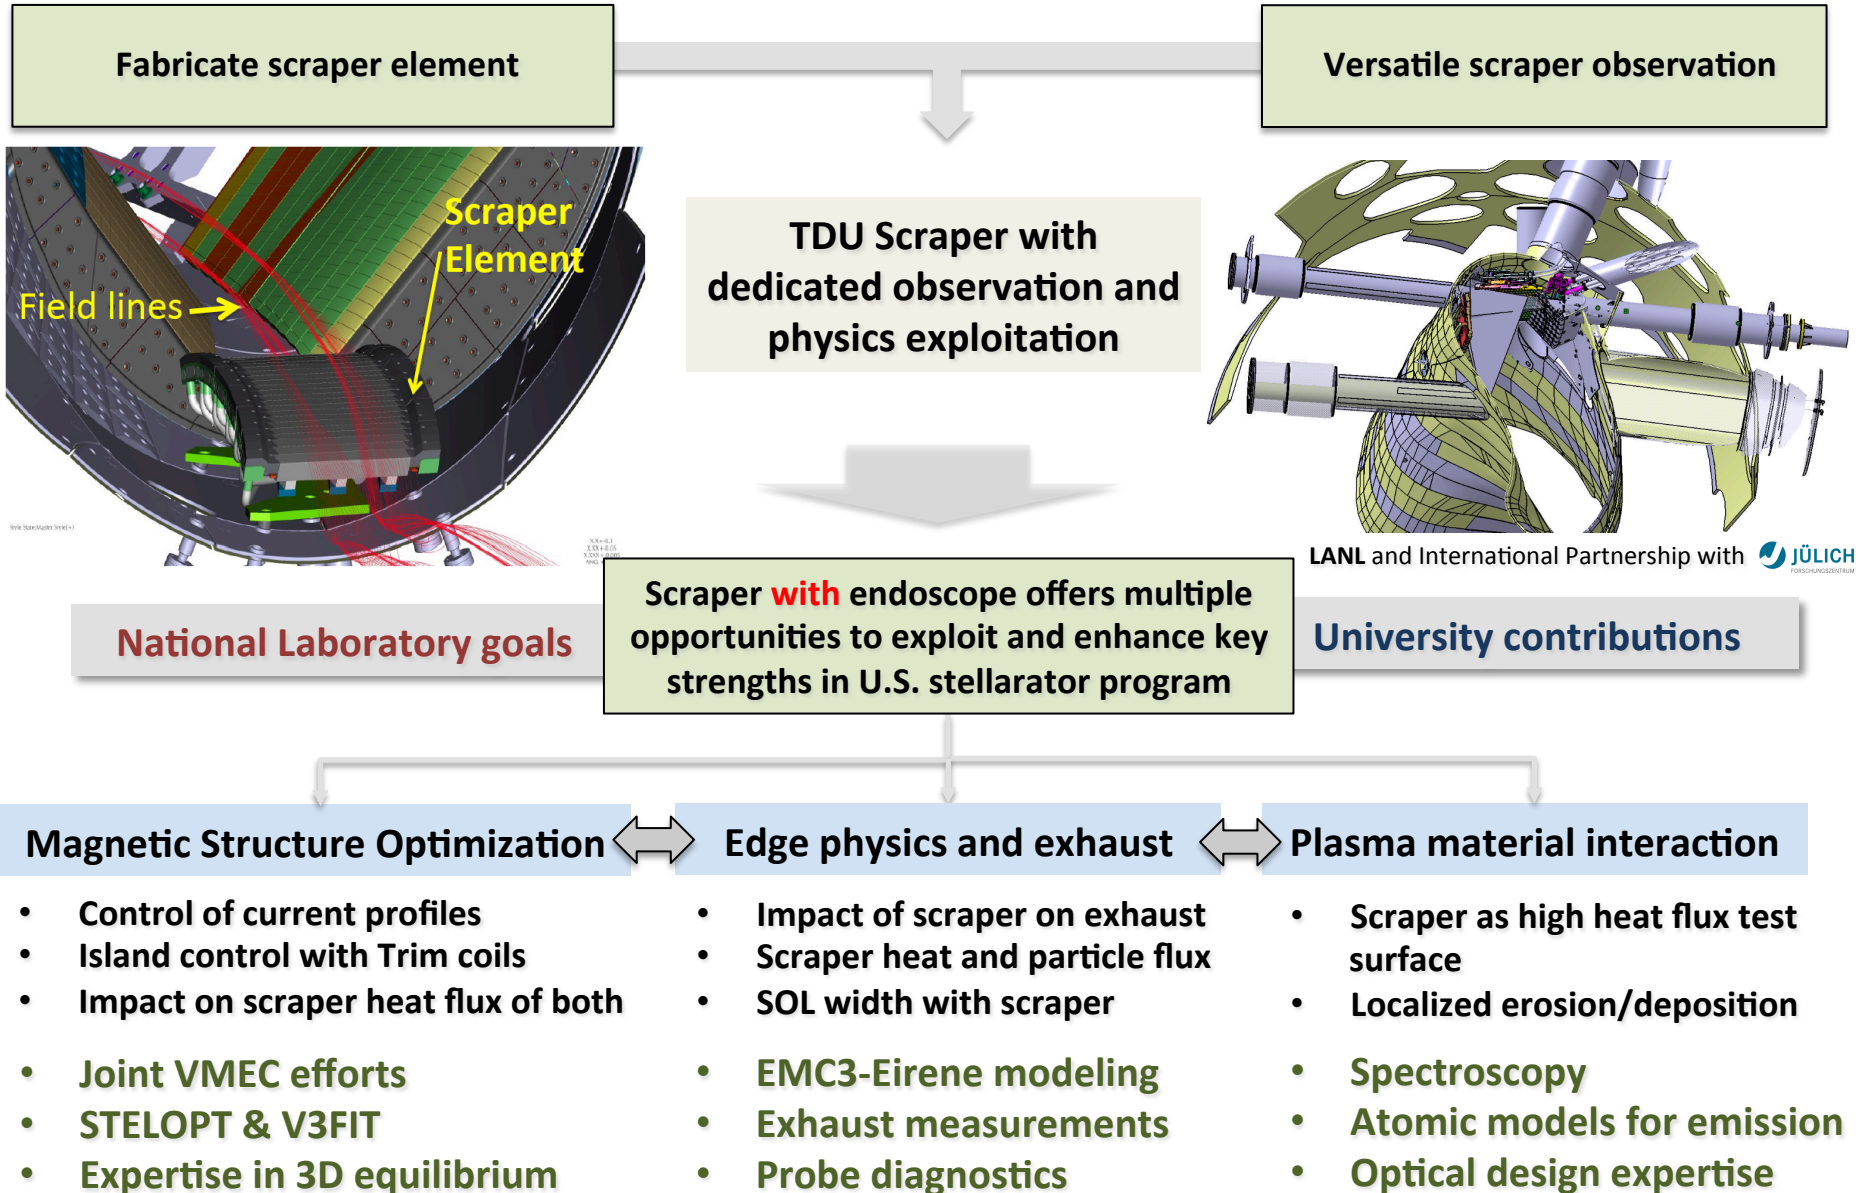 Fabricate scraper element
Versatile scraper observation
Scraper
Element
Field lines
TDU Scraper with
dedicated observation and
physics exploitation
LANL and International Partnership with JÜLICH
FORSCHUNGSZENTRUM
National Laboratory goals
Scraper with endoscope offers multiple
opportunities to exploit and enhance key
strengths in U.S. stellarator program
University contributions
Magnetic Structure Optimization
Edge physics and exhaust
Plasma material interaction
• Control of current profiles
• Island control with Trim coils
• Impact on scraper heat flux of both
• Joint VMEC efforts
• STELOPT & V3FIT
• Expertise in 3D equilibrium
• Impact of scraper on exhaust
• Scraper heat and particle flux
• SOL width with scraper
• EMC3-Eirene modeling
• Exhaust measurements
• Probe diagnostics
• Scraper as high heat flux test
surface
• Localized erosion/deposition
• Spectroscopy
• Atomic models for emission
• Optical design expertise